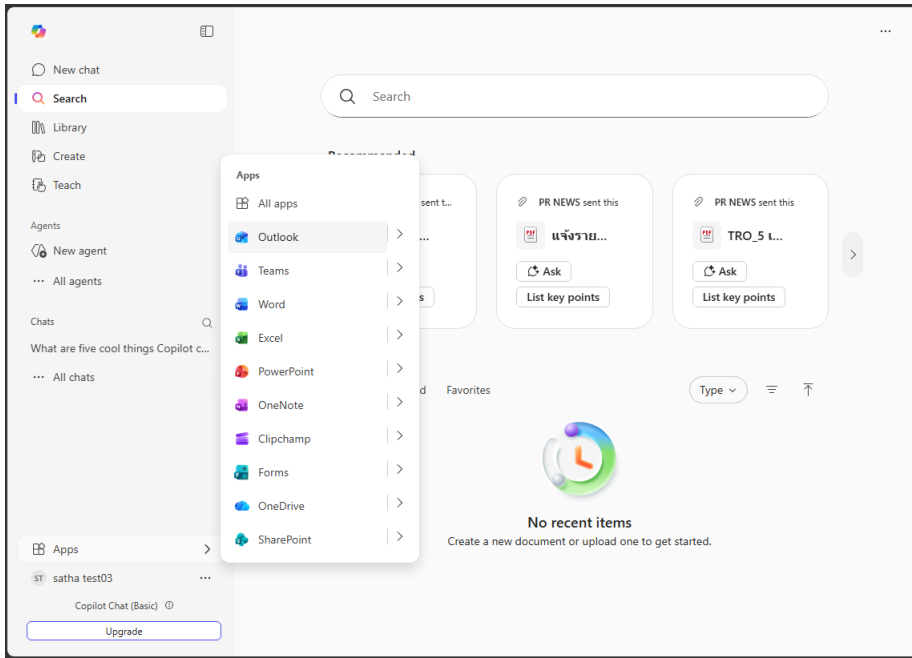 New chat
Search
Library
Create
Teach
Agents
New agent
All agents
Chats
What are five cool things Copilot c...
All chats
Apps
ST satha test03
Copilot Chat (Basic)
Upgrade
Apps
All apps
Outlook
Teams
Word
Excel
PowerPoint
OneNote
Clipchamp
Forms
OneDrive
SharePoint
Search
Recommended
sent t...
...
s
PR NEWS sent this
แจ้งราย...
Ask
List key points
PR NEWS sent this
TRO_5 เ...
Ask
List key points
d
Favorites
Type
No recent items
Create a new document or upload one to get started.